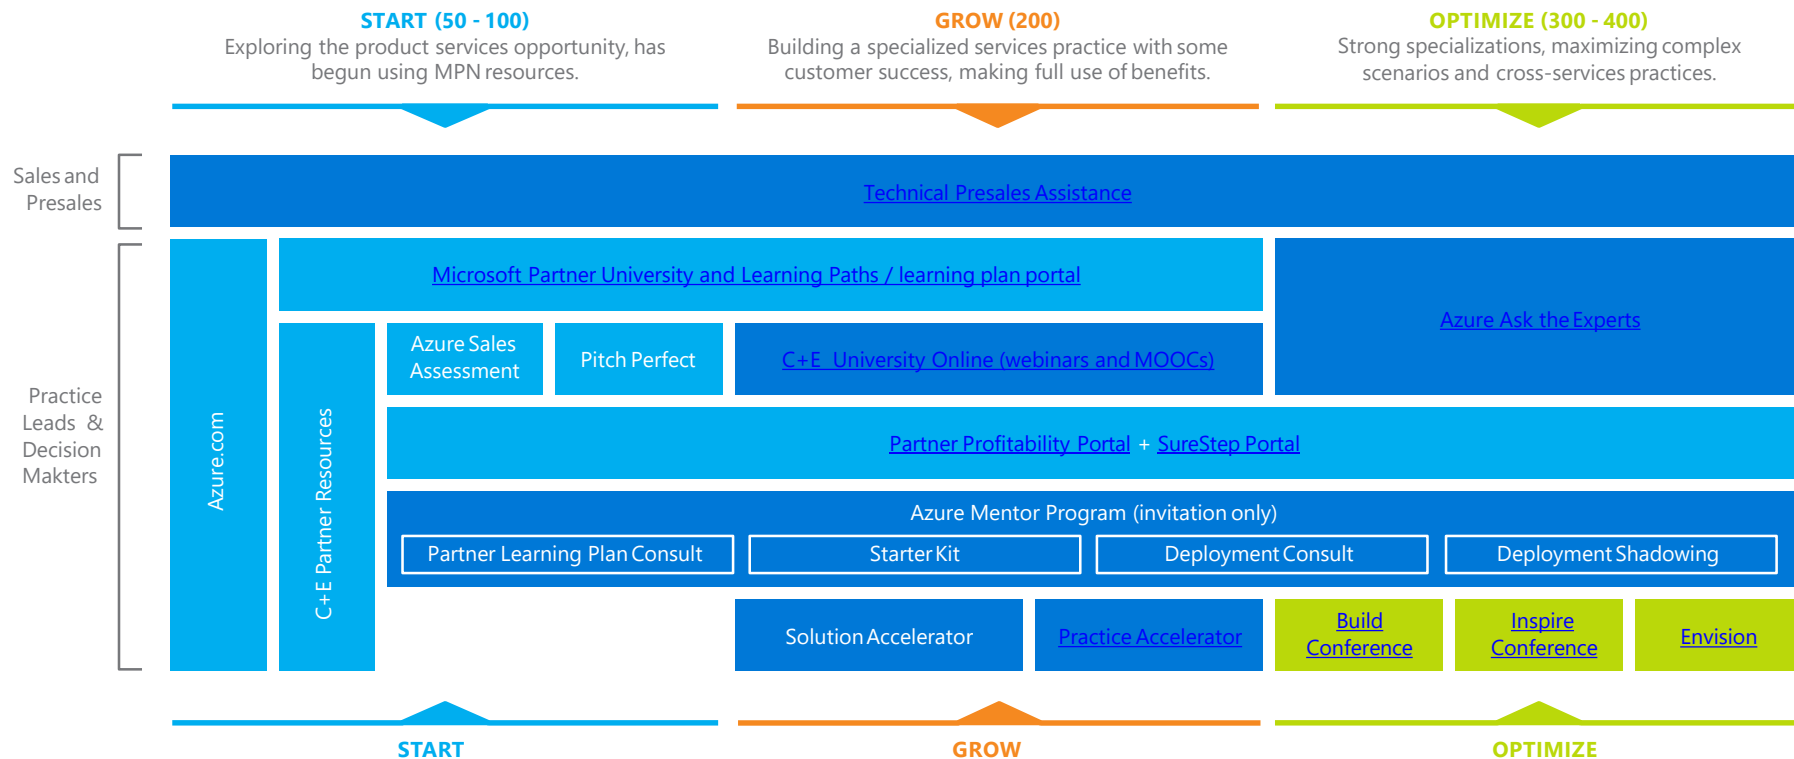 START (50 - 100)
Exploring the product services opportunity, has
begun using MPN resources.
GROW (200)
Building a specialized services practice with some
customer success, making full use of benefits.
OPTIMIZE (300 - 400)
Strong specializations, maximizing complex
scenarios and cross-services practices.
Sales and
Presales
Technical Presales Assistance
Practice
Leads &
Decision
Makters
Azure.com
Microsoft Partner University and Learning Paths / learning plan portal
Azure Ask the Experts
C+E Partner Resources
Azure Sales
Assessment
Pitch Perfect
C+E University Online (webinars and MOOCs)
Partner Profitability Portal + SureStep Portal
Azure Mentor Program (invitation only)
Partner Learning Plan Consult
Starter Kit
Deployment Consult
Deployment Shadowing
Solution Accelerator
Practice Accelerator
Build
Conference
Inspire
Conference
Envision
START
GROW
OPTIMIZE